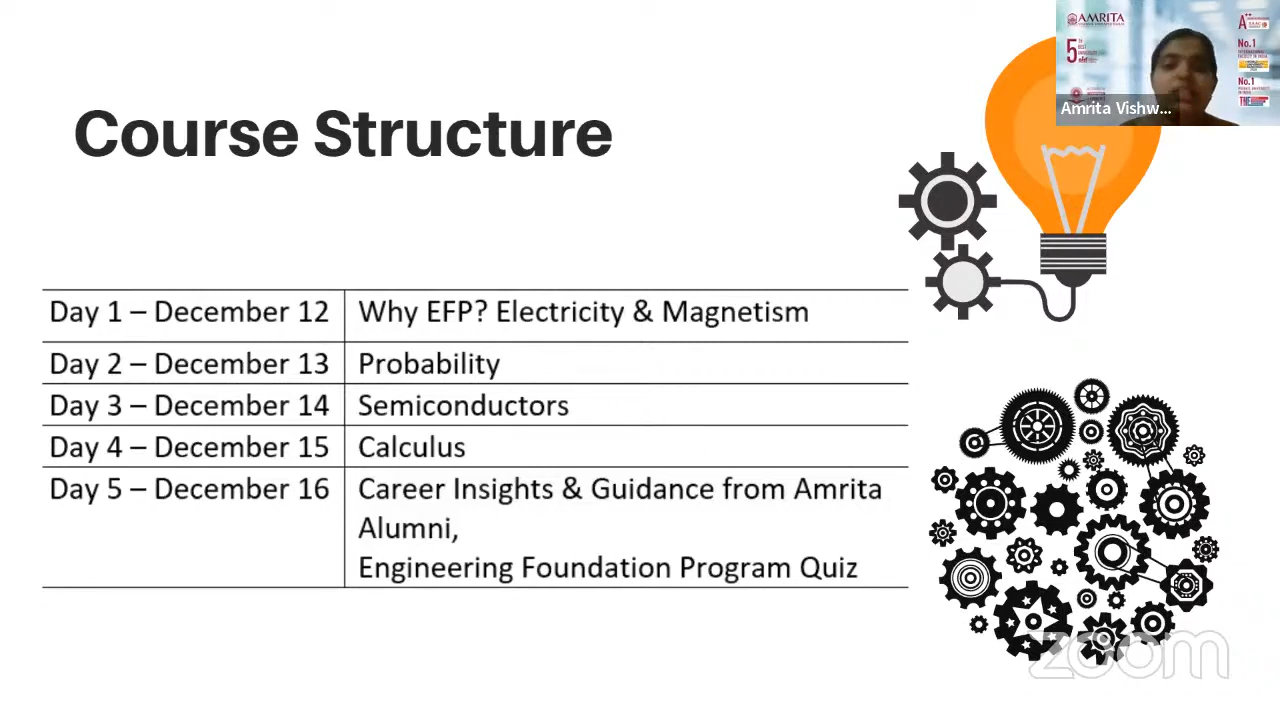 AMRITA
5
No.1
No.1
THE
Amrita Vishw...
Course Structure
Day 1 – December 12 Why EFP? Electricity & Magnetism
Day 2 – December 13 Probability
Day 3 – December 14 Semiconductors
Day 4 – December 15 Calculus
Day 5 – December 16 Career Insights & Guidance from Amrita
Alumni,
Engineering Foundation Program Quiz
zoom